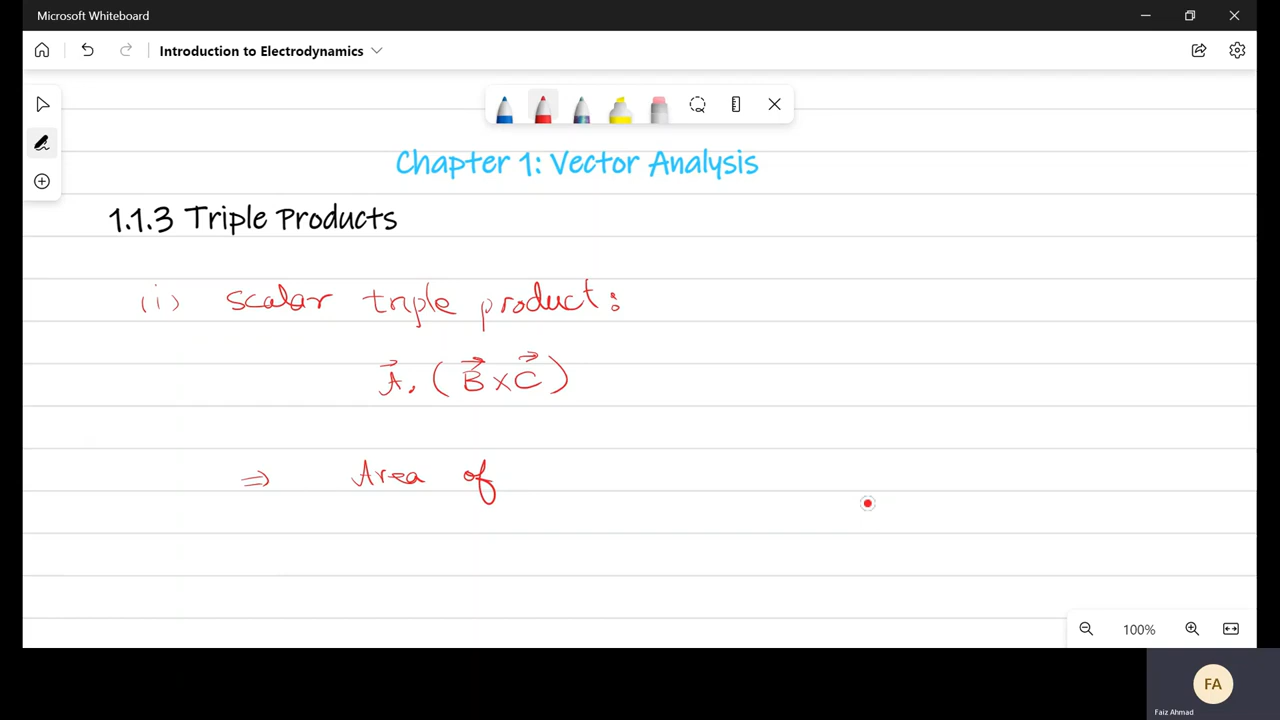 Microsoft Whiteboard
Introduction to Electrodynamics
Chapter 1: Vector Analysis
1.1.3 Triple Products
(i) scalar triple product:
A⃗. (B⃗×C⃗)
⇒ Area of
100%
FA
Faiz Ahmad